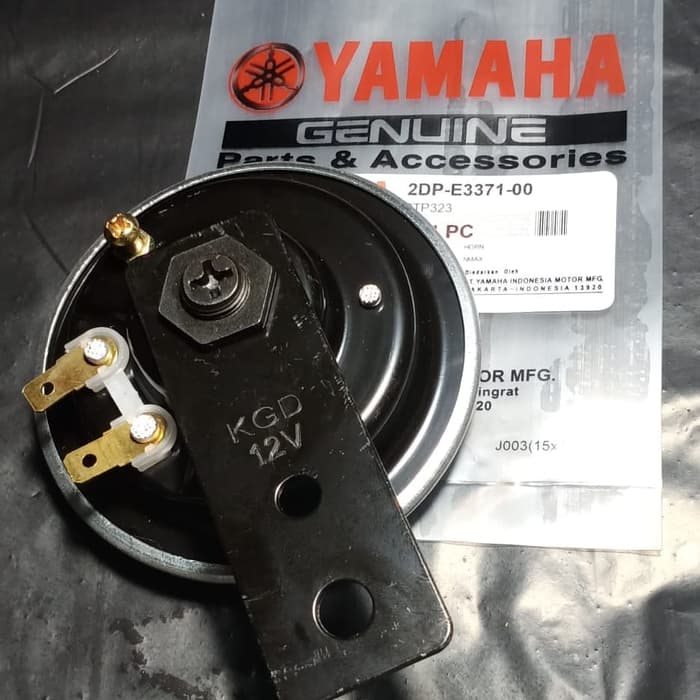 YAMAHA
GENUINE
Parts & Accessories
2DP-E3371-00
TP323
PC
HORN
NMAX
Diedarkan Oleh
T YAMAHA INDONESIA MOTOR MFG.
AKARTA-INDONESIA 13920
OR MFG.
ingrat
20
J003(15x
KGD
12V